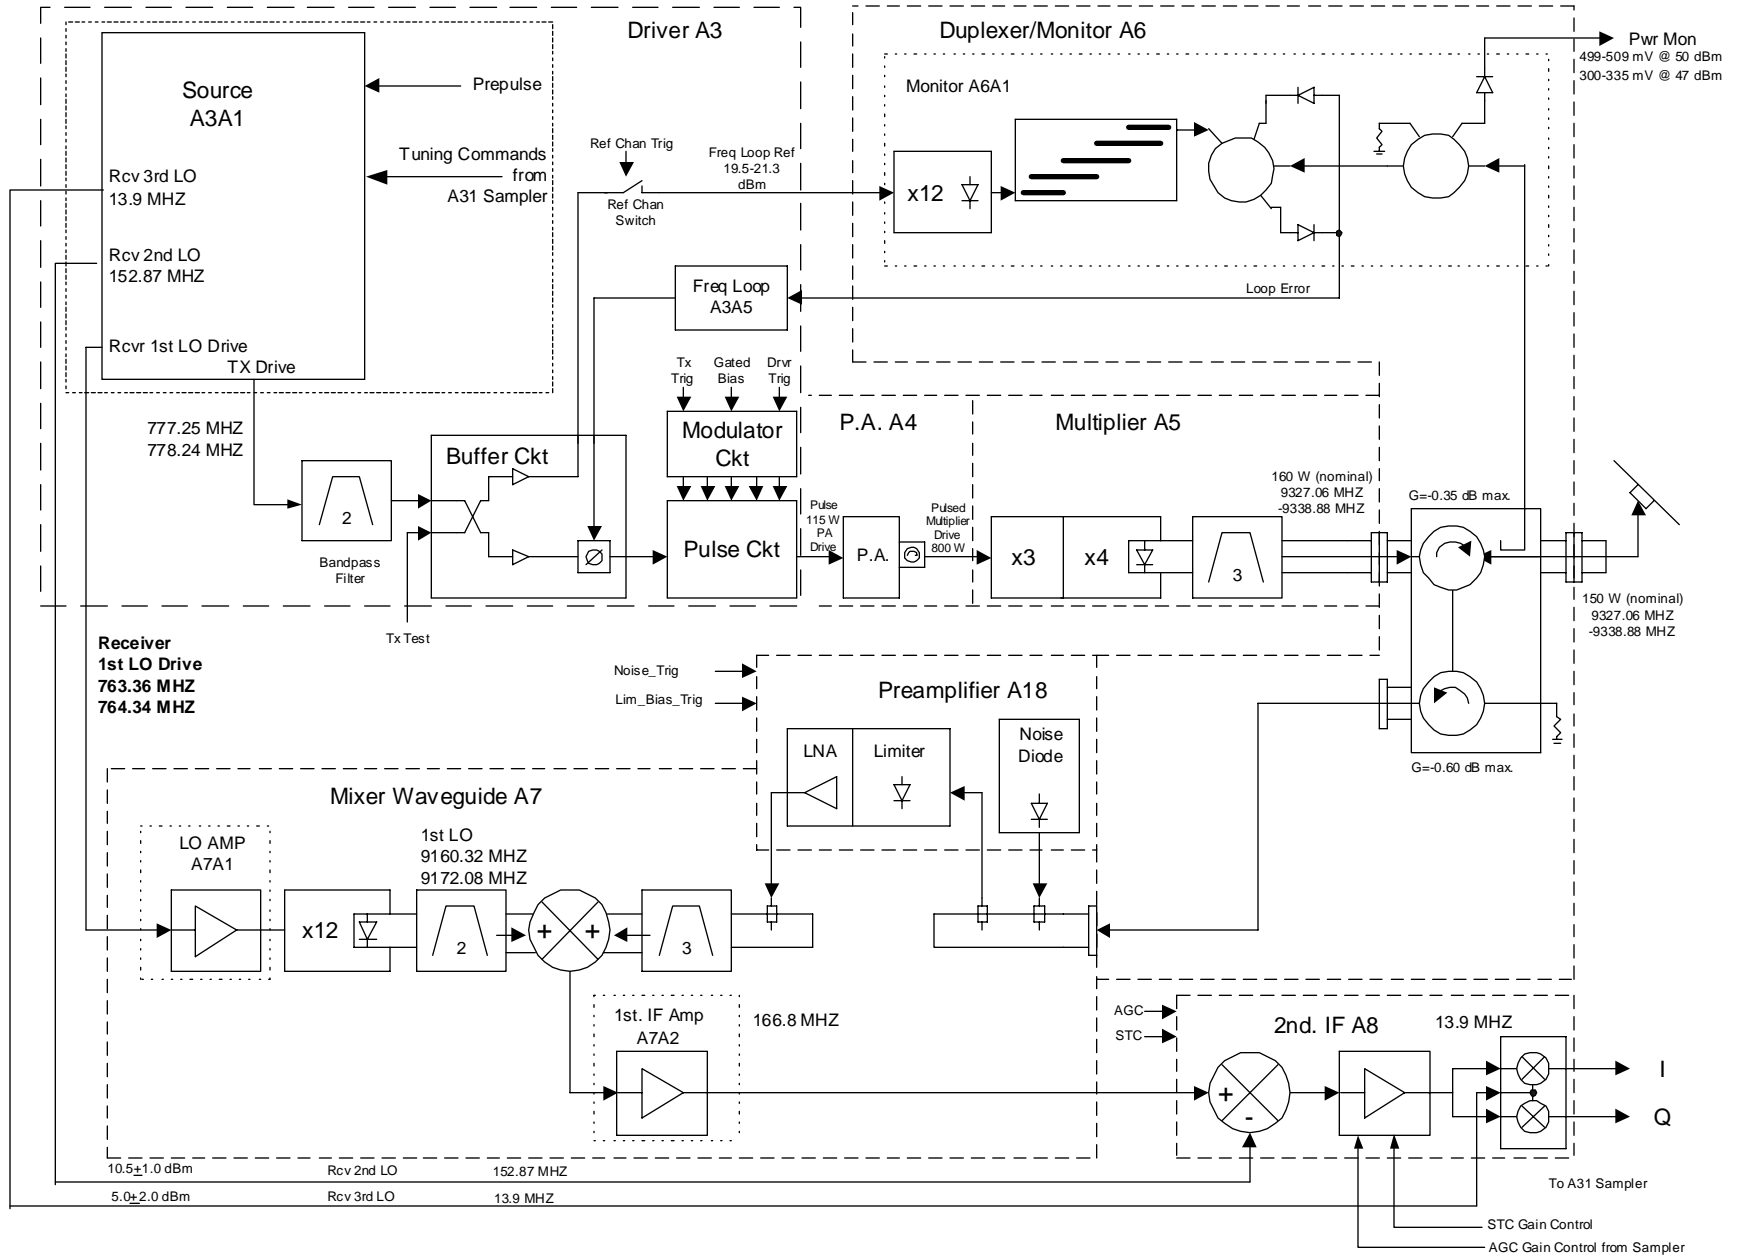 Driver A3
Duplexer/Monitor A6
Pwr Mon
499-509 mV @ 50 dBm
300-335 mV @ 47 dBm
Source
A3A1
Prepulse
Tuning Commands
from
A31 Sampler
Rcv 3rd LO
13.9 MHZ
Rcv 2nd LO
152.87 MHZ
Rcvr 1st LO Drive
TX Drive
Ref Chan Trig
Ref Chan
Switch
Freq Loop Ref
19.5-21.3
dBm
Monitor A6A1
x12
Freq Loop
A3A5
Loop Error
777.25 MHZ
778.24 MHZ
2
Bandpass
Filter
Buffer Ckt
Ø
Tx Test
Tx
Trig
Gated
Bias
Drvr
Trig
Modulator
Ckt
Pulse Ckt
P.A. A4
Pulse
115 W
PA
Drive
P.A.
Pulsed
Multiplier
Drive
800 W
Multiplier A5
x3
x4
3
160 W (nominal)
9327.06 MHZ
-9338.88 MHZ
G=-0.35 dB max.
150 W (nominal)
9327.06 MHZ
-9338.88 MHZ
G=-0.60 dB max.
Receiver
1st LO Drive
763.36 MHZ
764.34 MHZ
Noise_Trig
Lim_Bias_Trig
Preamplifier A18
LNA
Limiter
Noise
Diode
Mixer Waveguide A7
LO AMP
A7A1
x12
1st LO
9160.32 MHZ
9172.08 MHZ
2
+
+
3
1st. IF Amp
A7A2
166.8 MHZ
AGC
STC
2nd. IF A8
13.9 MHZ
+
-
I
Q
10.5±1.0 dBm
Rcv 2nd LO
152.87 MHZ
5.0±2.0 dBm
Rcv 3rd LO
13.9 MHZ
To A31 Sampler
STC Gain Control
AGC Gain Control from Sampler